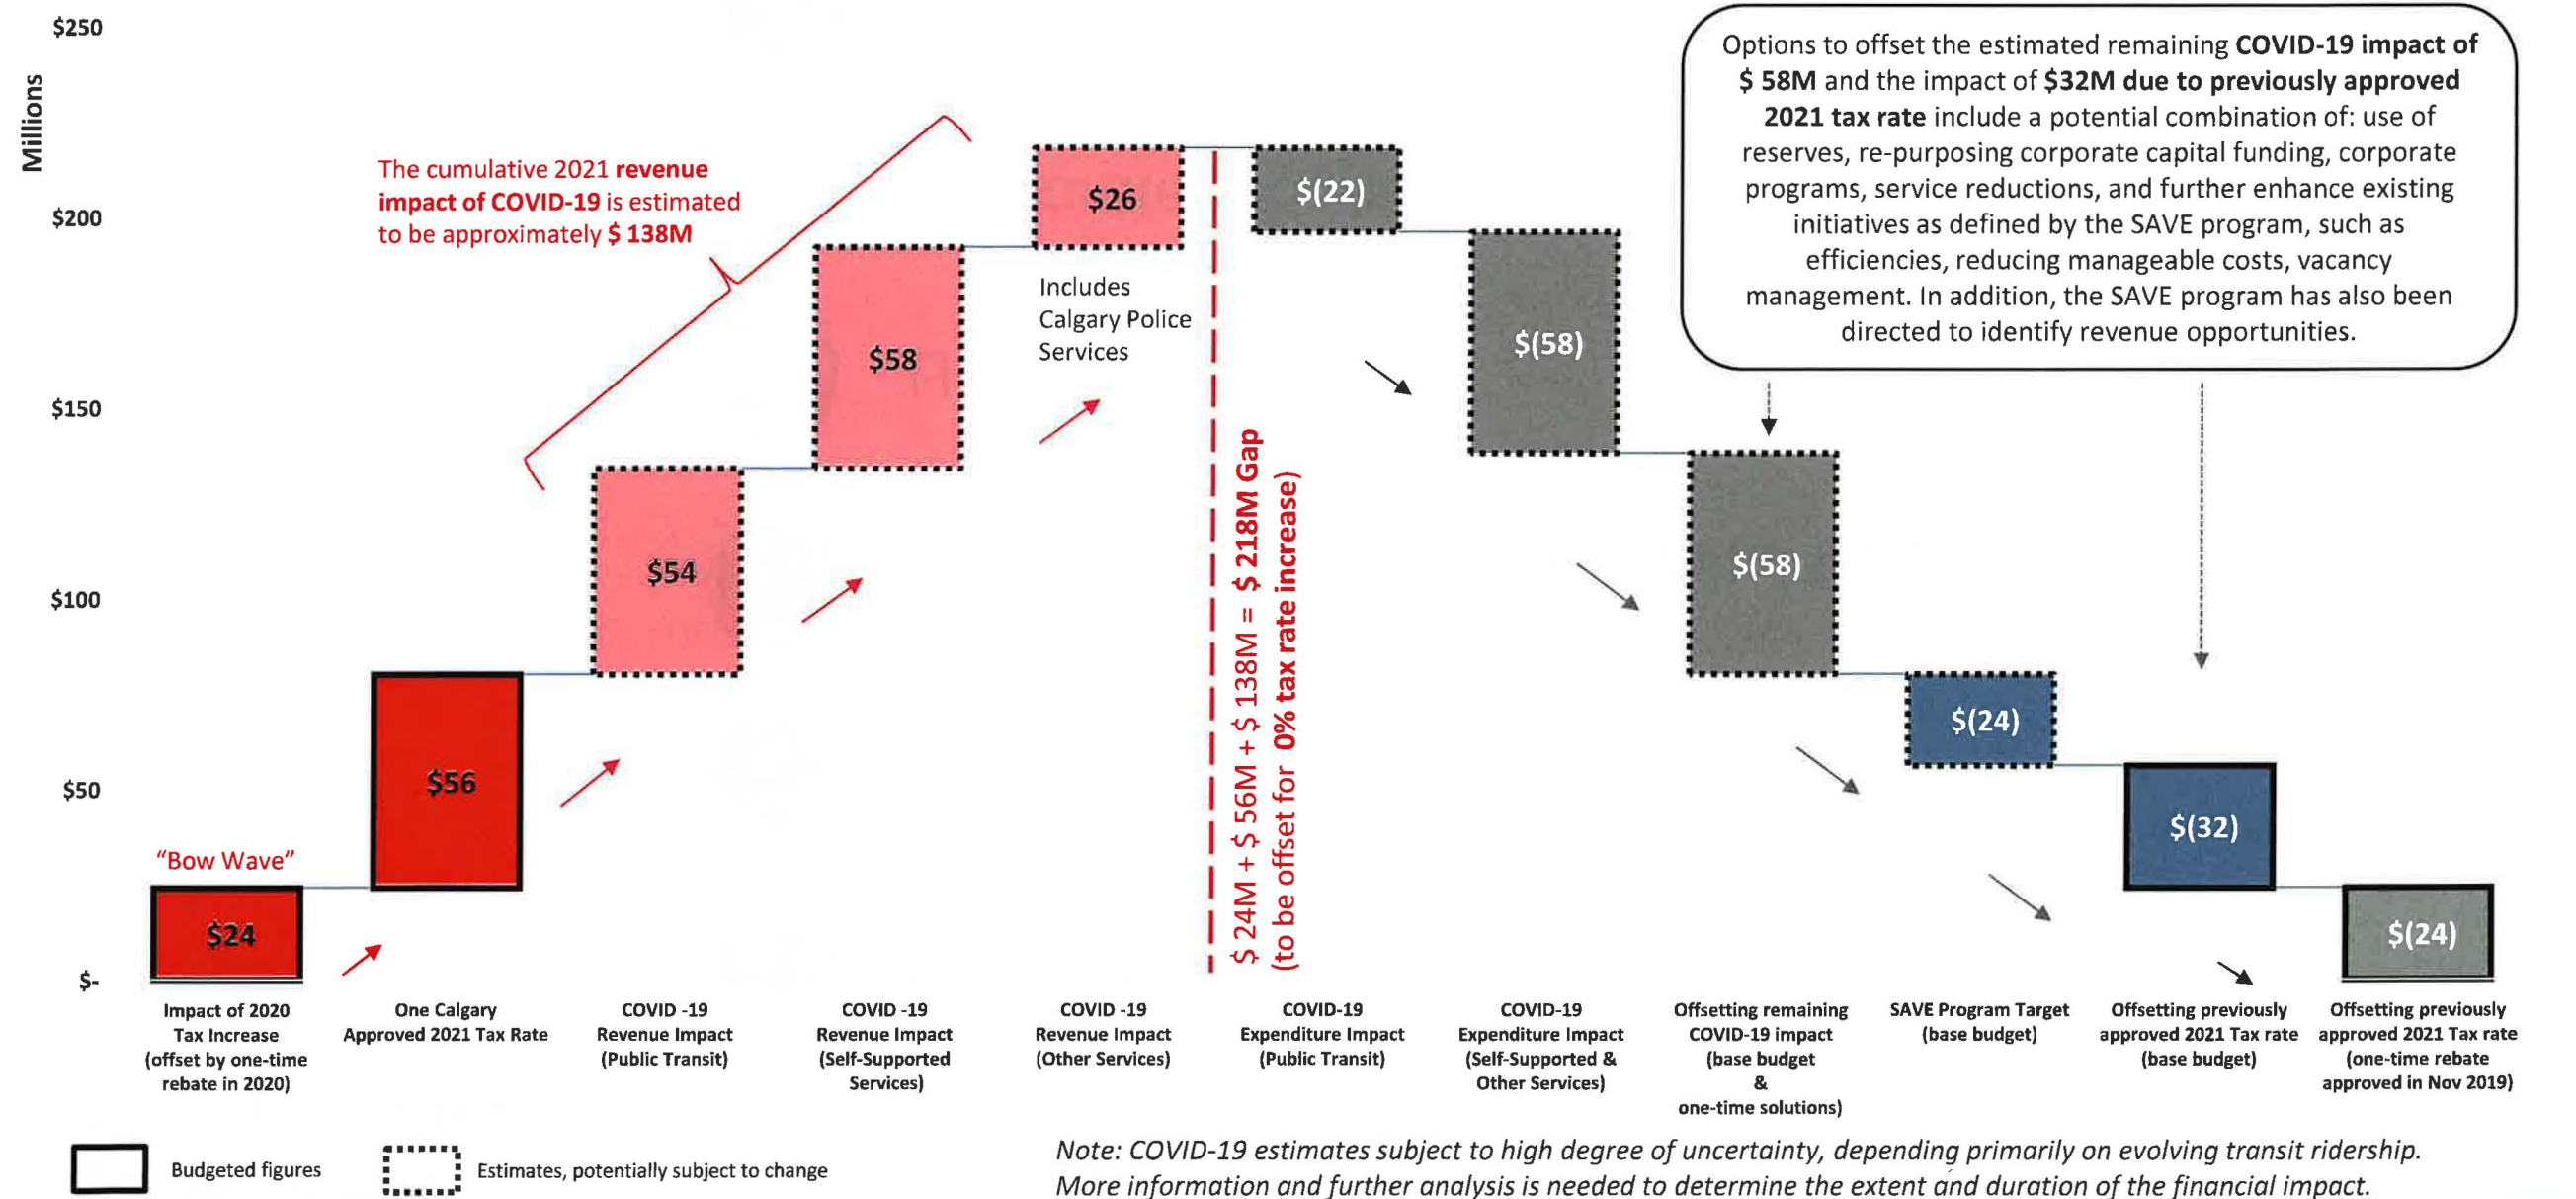 $250
$200
$150
$100
$50
$-
Millions
The cumulative 2021 revenue
impact of COVID-19 is estimated
to be approximately $ 138M
Options to offset the estimated remaining COVID-19 impact of
$ 58M and the impact of $32M due to previously approved
2021 tax rate include a potential combination of: use of
reserves, re-purposing corporate capital funding, corporate
programs, service reductions, and further enhance existing
initiatives as defined by the SAVE program, such as
efficiencies, reducing manageable costs, vacancy
management. In addition, the SAVE program has also been
directed to identify revenue opportunities.
"Bow Wave"
$24
$56
$54
$58
$26
Includes
Calgary Police
Services
$ 24M + $ 56M + $ 138M = $ 218M Gap
(to be offset for 0% tax rate increase)
$(22)
$(58)
$(58)
$(24)
$(32)
$(24)
Impact of 2020
Tax Increase
(offset by one-time
rebate in 2020)
One Calgary
Approved 2021 Tax Rate
COVID -19
Revenue Impact
(Public Transit)
COVID -19
Revenue Impact
(Self-Supported
Services)
COVID -19
Revenue Impact
(Other Services)
COVID-19
Expenditure Impact
(Public Transit)
COVID-19
Expenditure Impact
(Self-Supported &
Other Services)
Offsetting remaining
COVID-19 impact
(base budget
&
one-time solutions)
SAVE Program Target
(base budget)
Offsetting previously
approved 2021 Tax rate
(base budget)
Offsetting previously
approved 2021 Tax rate
(one-time rebate
approved in Nov 2019)
Budgeted figures
Estimates, potentially subject to change
Note: COVID-19 estimates subject to high degree of uncertainty, depending primarily on evolving transit ridership.
More information and further analysis is needed to determine the extent and duration of the financial impact.